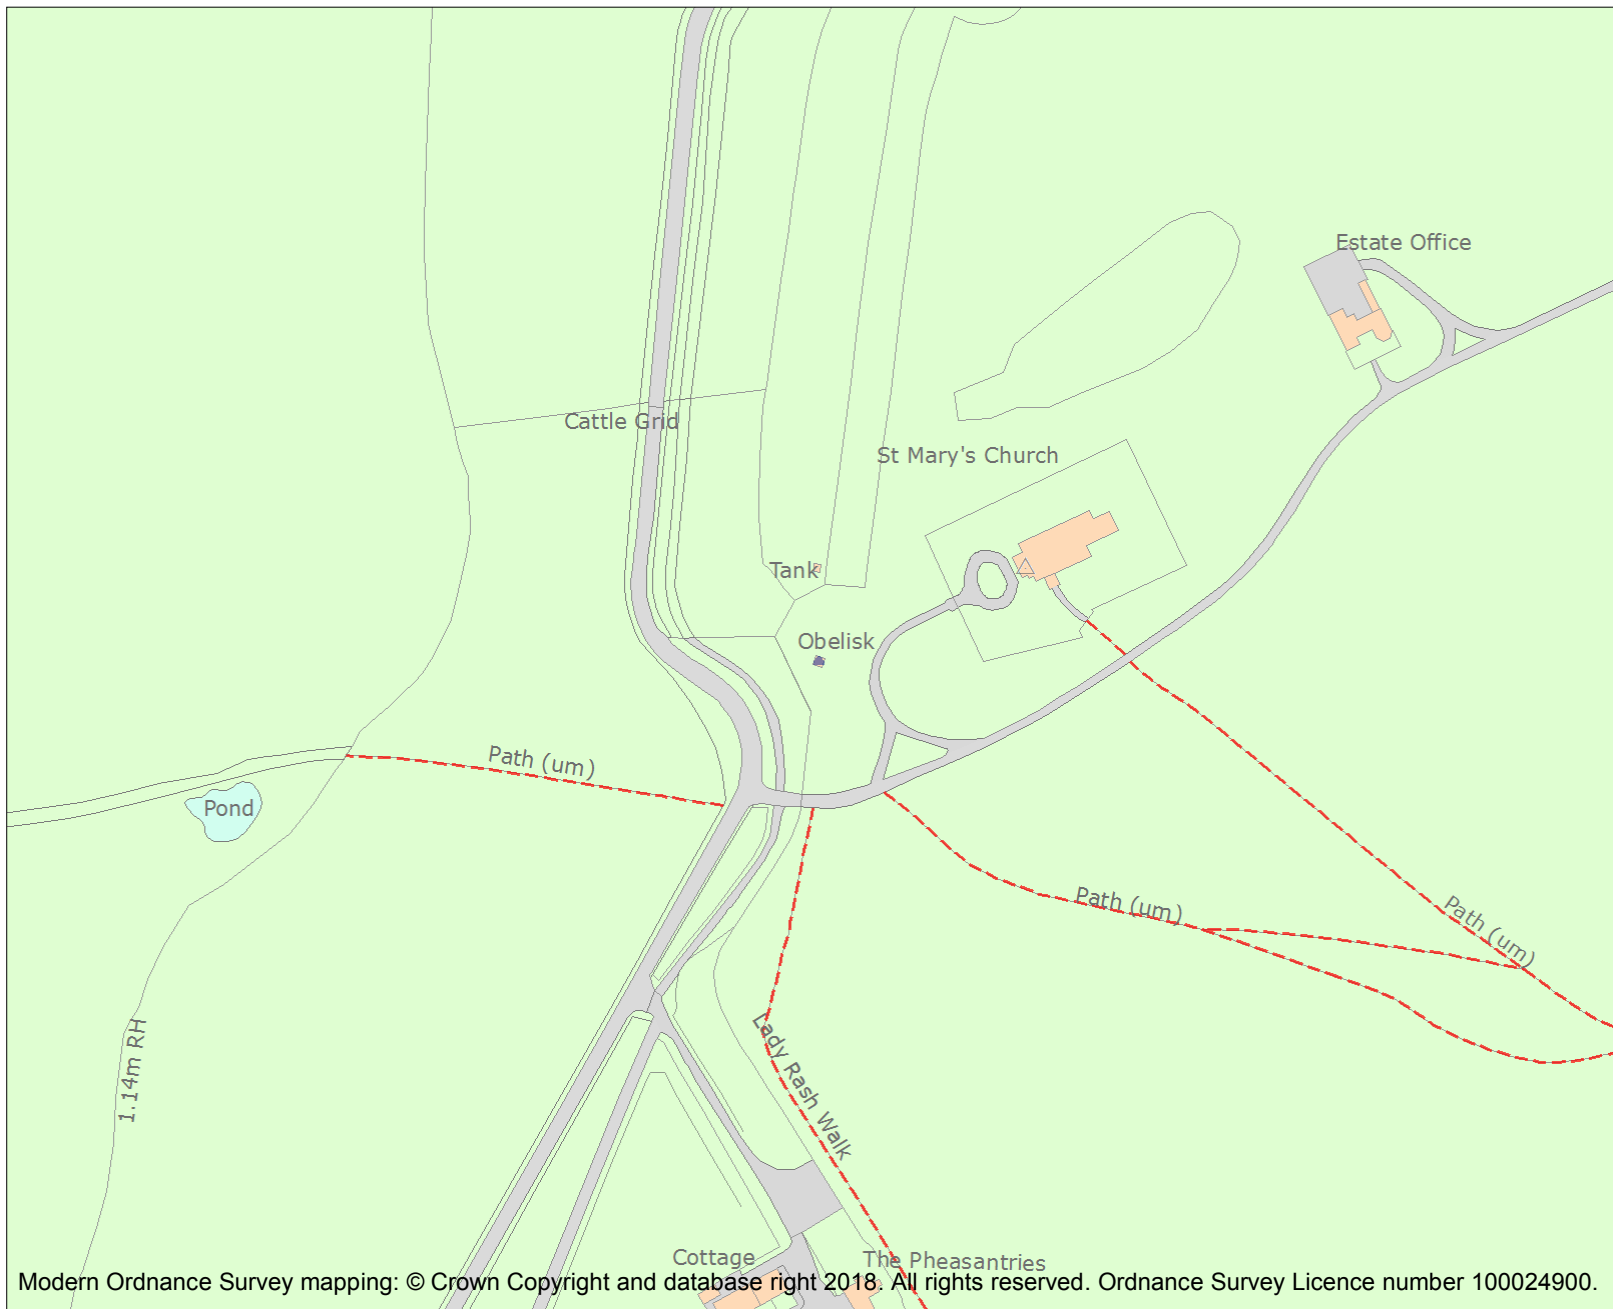 Estate Office
Cattle Grid
St Mary's Church
Tank
Obelisk
Path (um)
Pond
Path (um)
Path (um)
1.14m RH
Lady Rash Walk
Cottage
The Pheasantries
Modern Ordnance Survey mapping: © Crown Copyright and database right 2018. All rights reserved. Ordnance Survey Licence number 100024900.